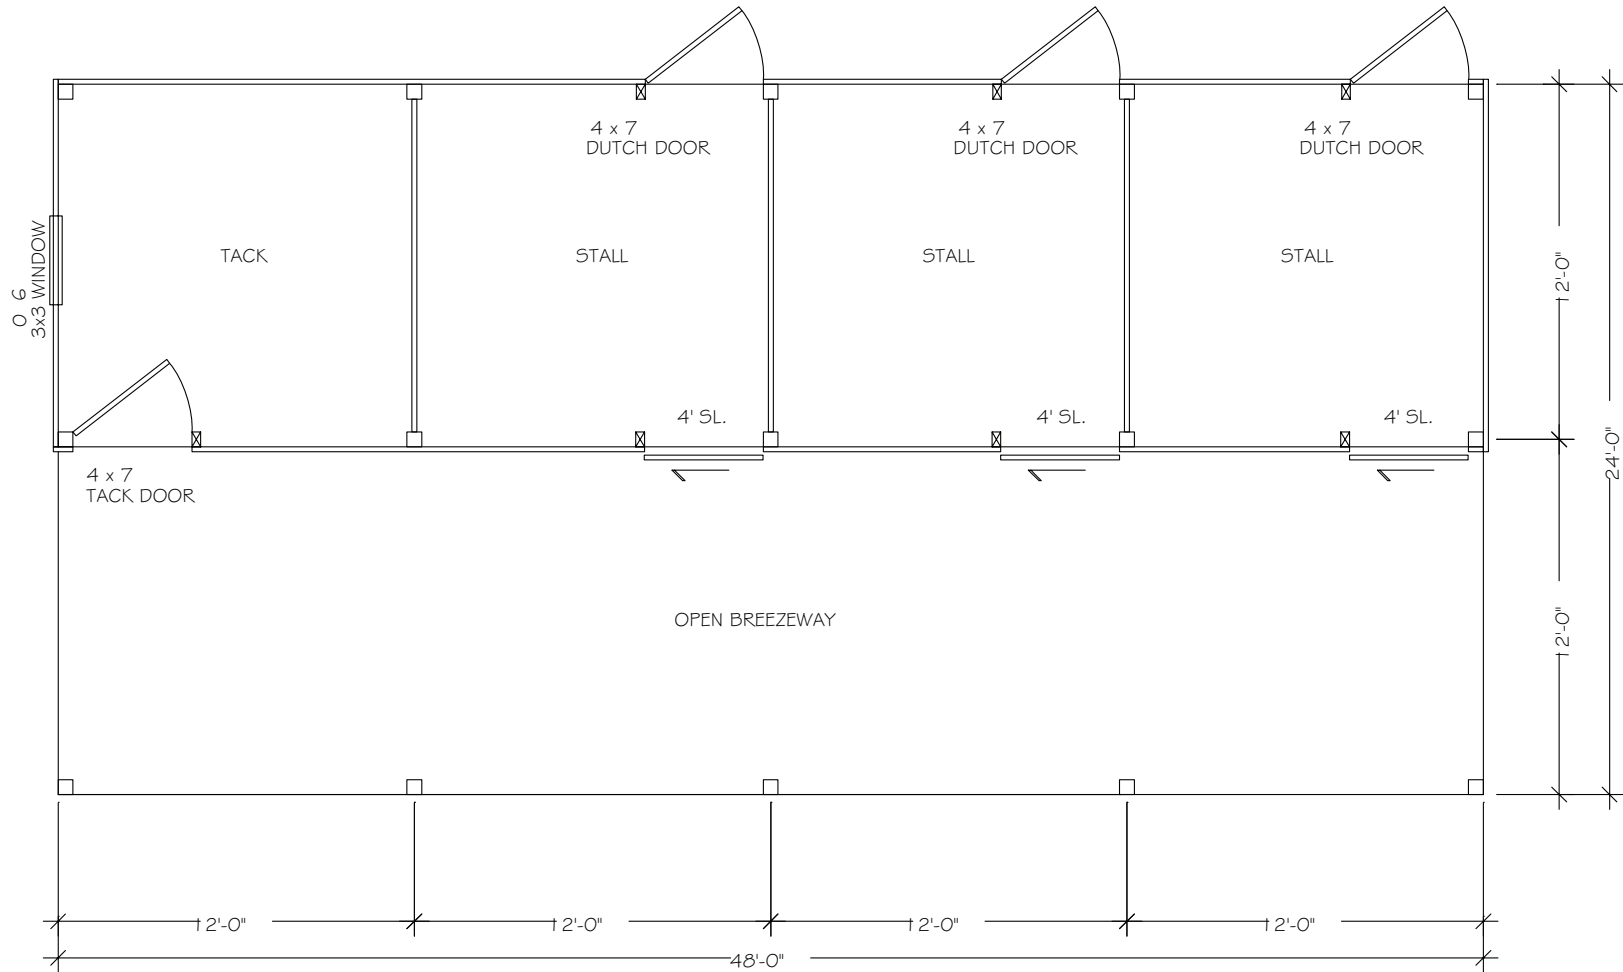 4 x 7
DUTCH DOOR
4 x 7
DUTCH DOOR
4 x 7
DUTCH DOOR
TACK
STALL
STALL
STALL
0 6
3x3 WINDOW
12'-0"
4' SL.
4' SL.
4' SL.
24'-0"
4 x 7
TACK DOOR
OPEN BREEZEWAY
12'-0"
12'-0"
12'-0"
12'-0"
12'-0"
48'-0"